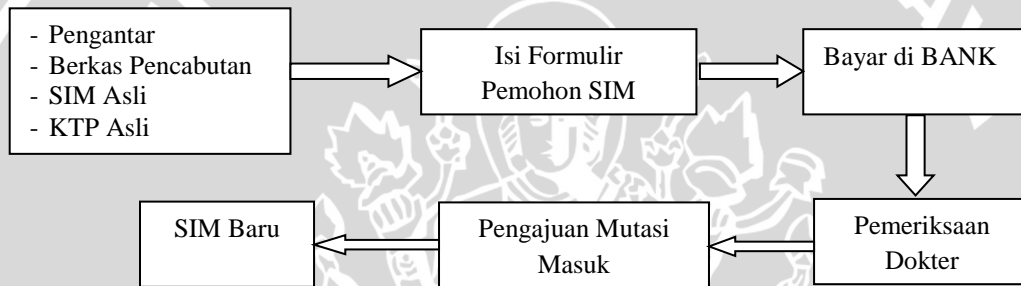 - Pengantar
- Berkas Pencabutan
- SIM Asli
- KTP Asli
Isi Formulir
Pemohon SIM
Bayar di BANK
Pemeriksaan
Dokter
Pengajuan Mutasi
Masuk
SIM Baru